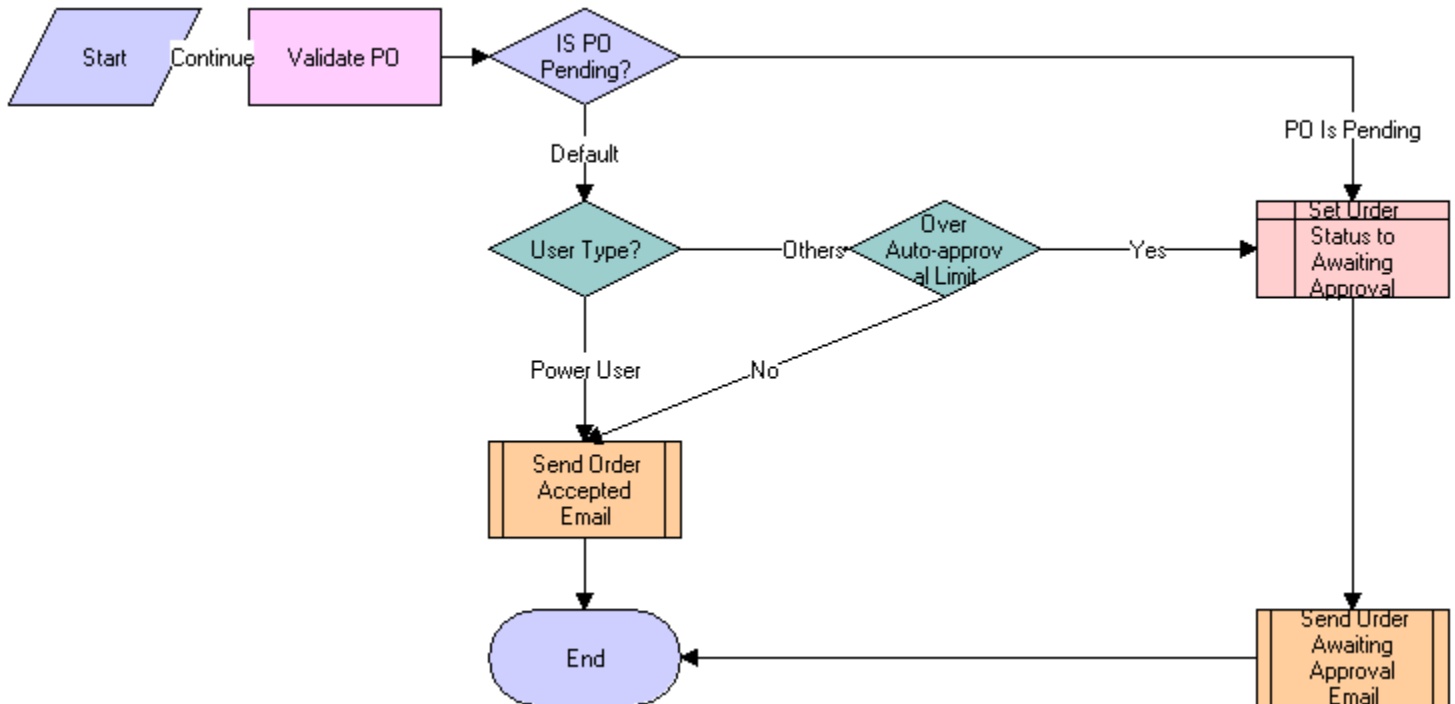 Start
Continue
Validate PO
IS PO
Pending?
PO Is Pending
Default
User Type?
Others
Over
Auto-approv
al Limit
Yes
Set Order
Status to
Awaiting
Approval
Power User
No
Send Order
Accepted
Email
End
Send Order
Awaiting
Approval
Email